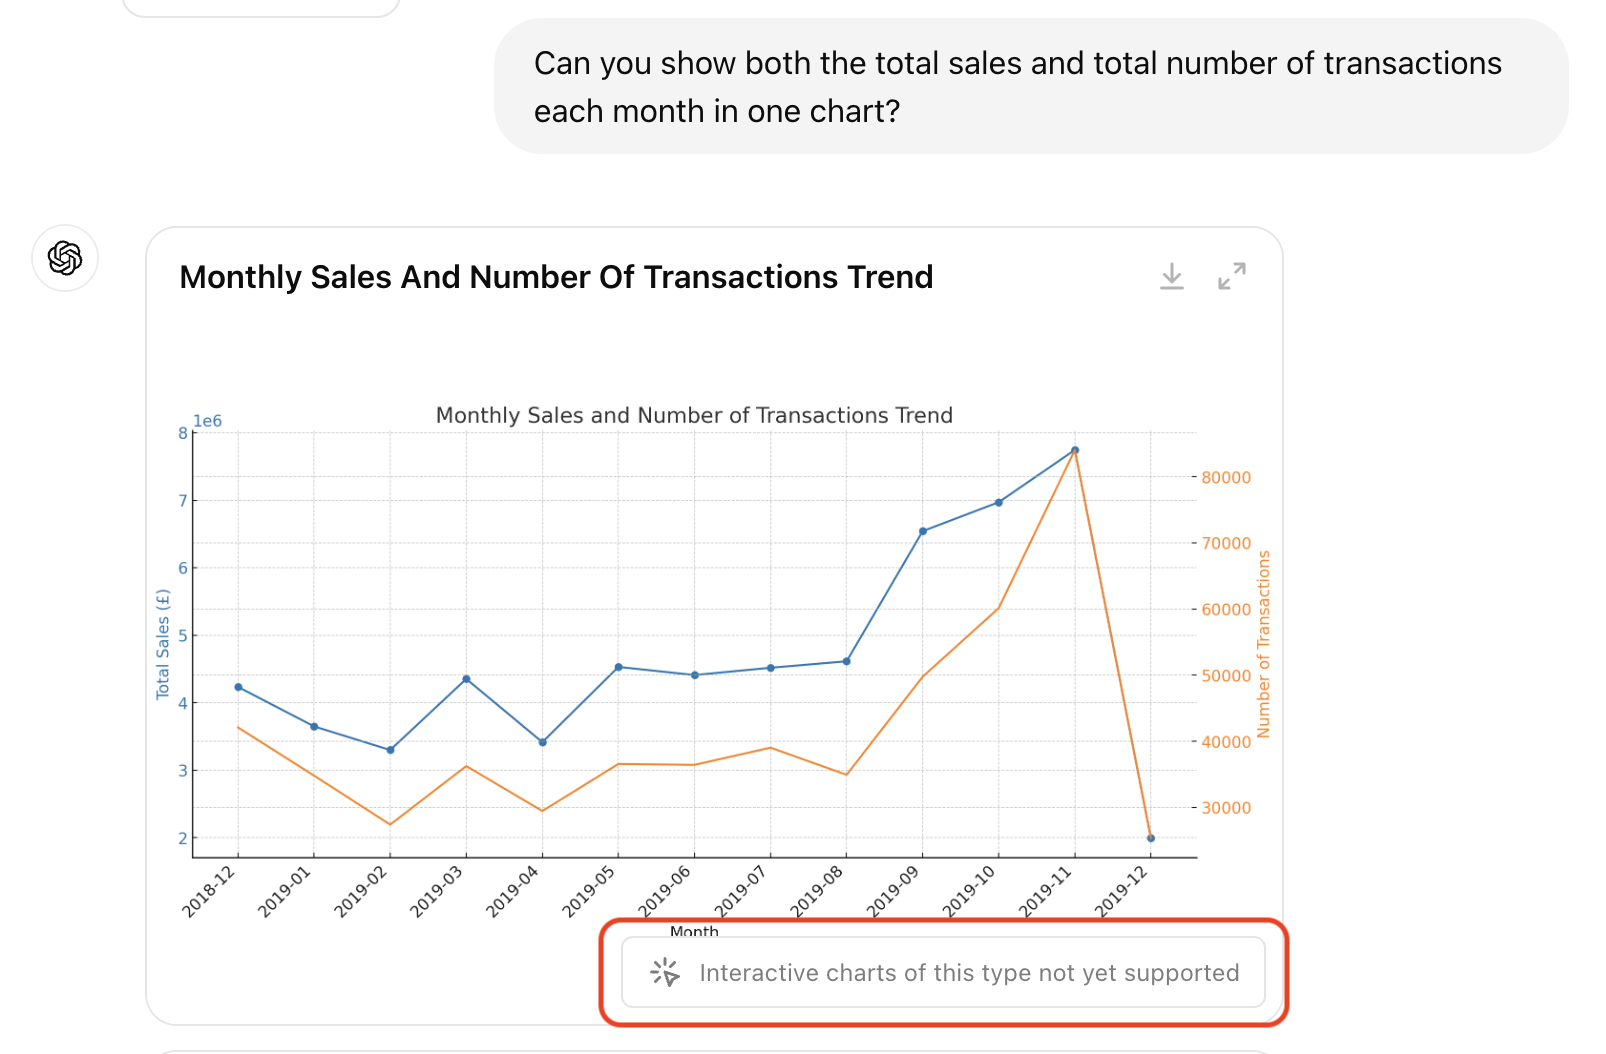 Can you show both the total sales and total number of transactions
each month in one chart?
Monthly Sales And Number Of Transactions Trend
Monthly Sales and Number of Transactions Trend
1e6
8
7
6
5
4
3
2
Total Sales (£)
80000
70000
60000
50000
40000
30000
Number of Transactions
2018-12
2019-01
2019-02
2019-03
2019-04
2019-05
2019-06
2019-07
2019-08
2019-09
2019-10
2019-11
2019-12
Month
Interactive charts of this type not yet supported